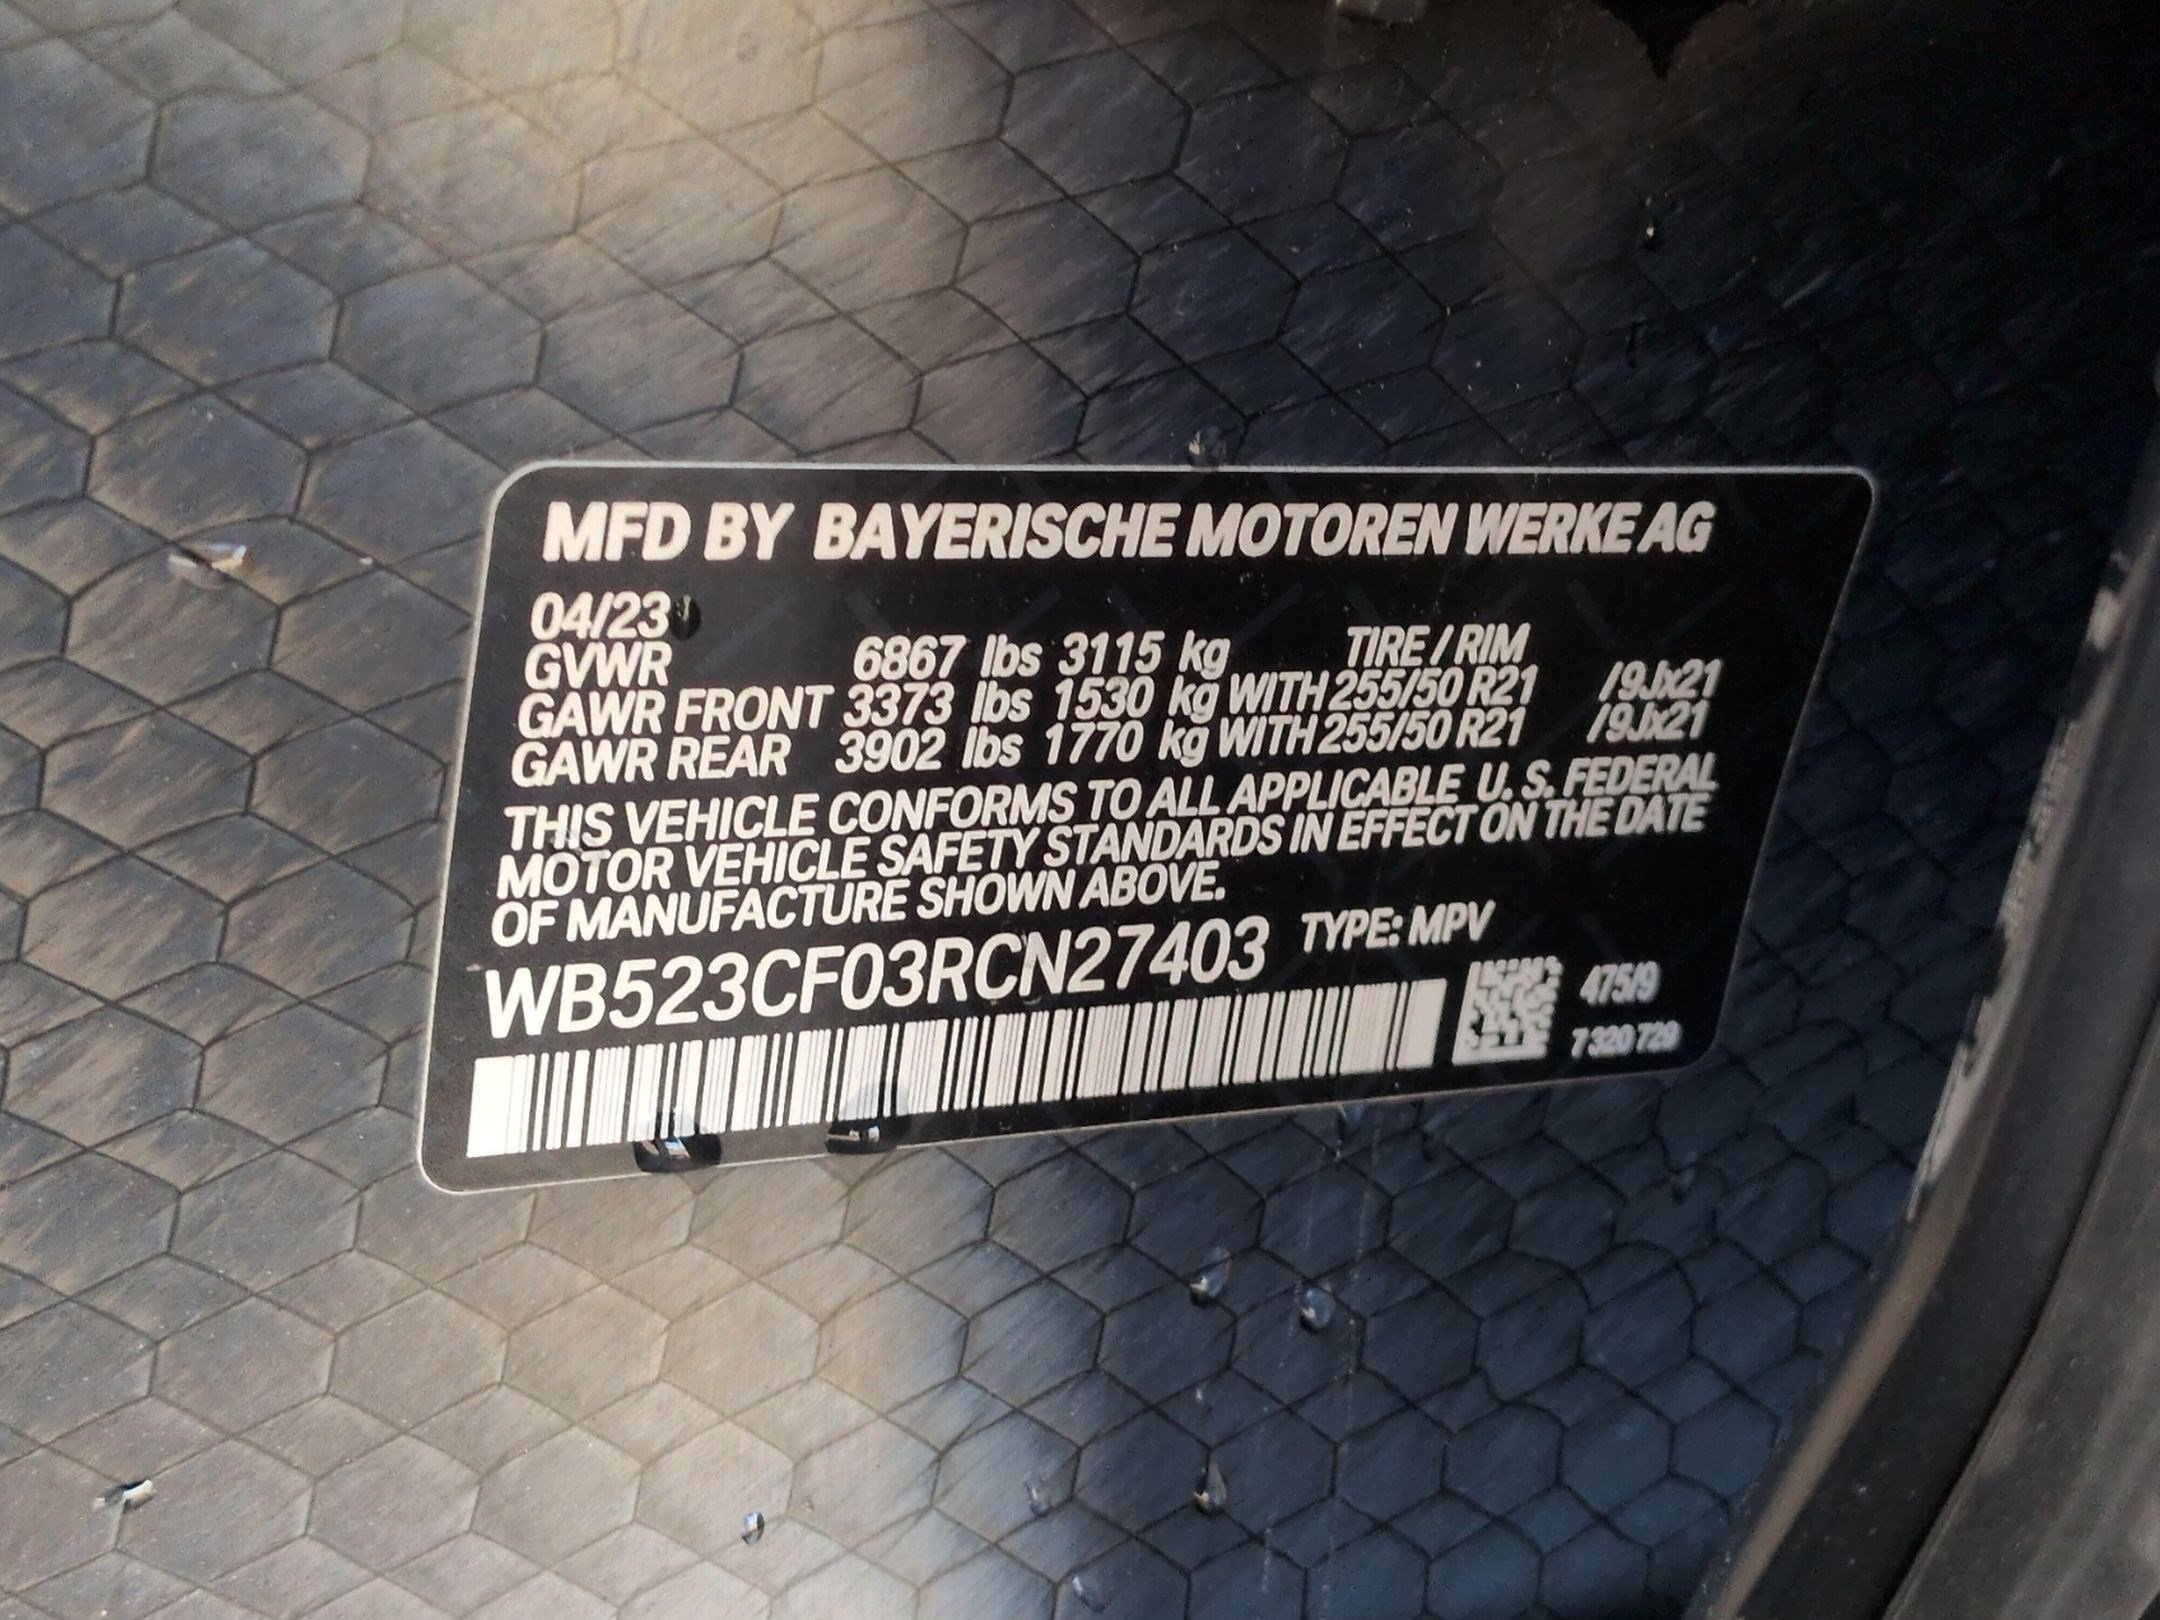 MFD BY BAYERISCHE MOTOREN WERKE AG
04/23
GVWR 6867 lbs 3115 kg TIRE / RIM
GAWR FRONT 3373 lbs 1530 kg WITH 255/50 R21 /9Jx21
GAWR REAR 3902 lbs 1770 kg WITH 255/50 R21 /9Jx21
THIS VEHICLE CONFORMS TO ALL APPLICABLE U. S. FEDERAL
MOTOR VEHICLE SAFETY STANDARDS IN EFFECT ON THE DATE
OF MANUFACTURE SHOWN ABOVE.
WB523CF03RCN27403 TYPE: MPV
475/9
7 320 729